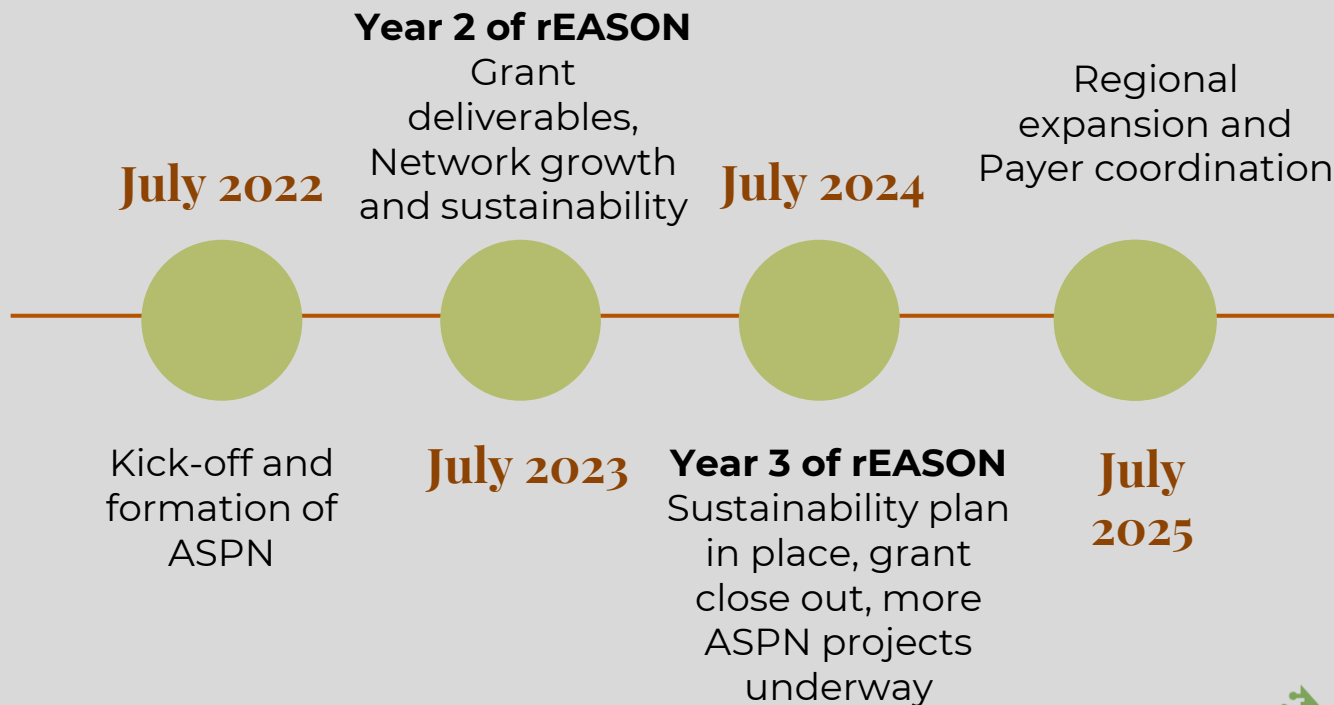 July 2022
Kick-off and
formation of
ASPN
Year 2 of rEASON
Grant
deliverables,
Network growth
and sustainability
July 2023
July 2024
Year 3 of rEASON
Sustainability plan
in place, grant
close out, more
ASPN projects
underway
Regional
expansion and
Payer coordination
July
2025